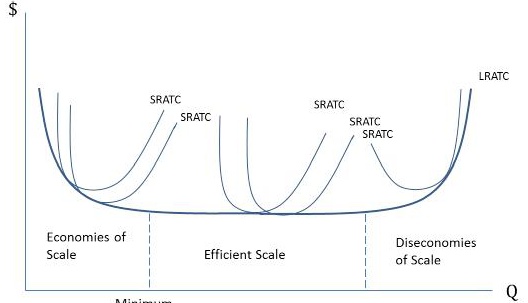 $
LRATC
SRATC
SRATC
SRATC
SRATC
SRATC
Economies of
Scale
Efficient Scale
Diseconomies
of Scale
Q
Minimum